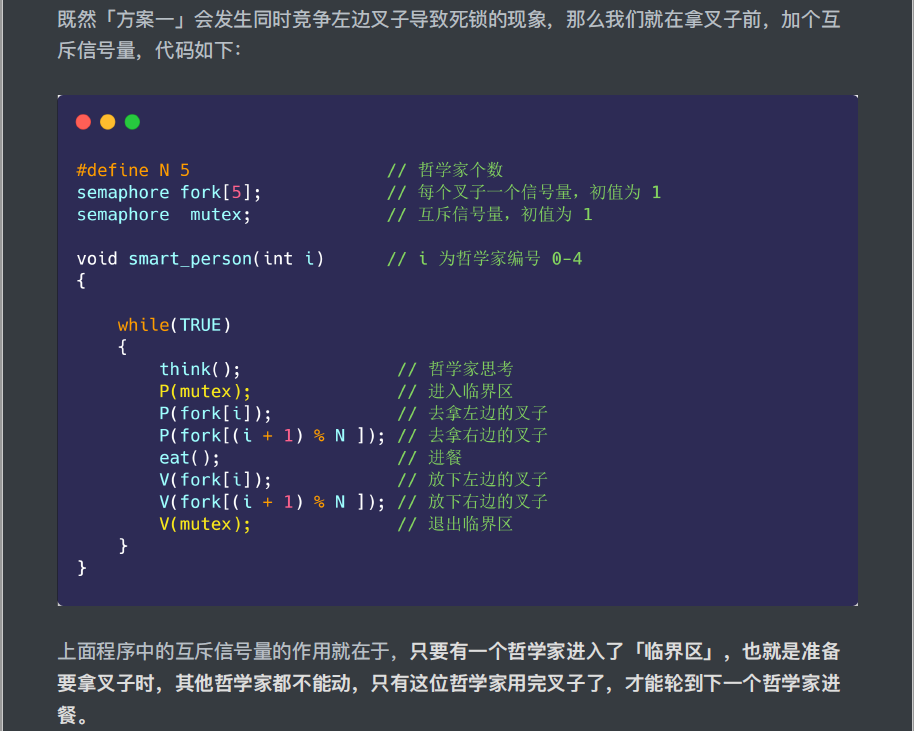 既然「方案一」会发生同时竞争左边叉子导致死锁的现象，那么我们就在拿叉子前，加个互
斥信号量，代码如下：
#define N 5 // 哲学家个数
semaphore fork[5]; // 每个叉子一个信号量，初值为 1
semaphore  mutex; // 互斥信号量，初值为 1
void smart_person(int i) // i 为哲学家编号 0-4
{
while(TRUE)
{
think(); // 哲学家思考
P(mutex); // 进入临界区
P(fork[i]); // 去拿左边的叉子
P(fork[(i + 1) % N ]); // 去拿右边的叉子
eat(); // 进餐
V(fork[i]); // 放下左边的叉子
V(fork[(i + 1) % N ]); // 放下右边的叉子
V(mutex); // 退出临界区
}
}
上面程序中的互斥信号量的作用就在于，只要有一个哲学家进入了「临界区」，也就是准备
要拿叉子时，其他哲学家都不能动，只有这位哲学家用完叉子了，才能轮到下一个哲学家进
餐。